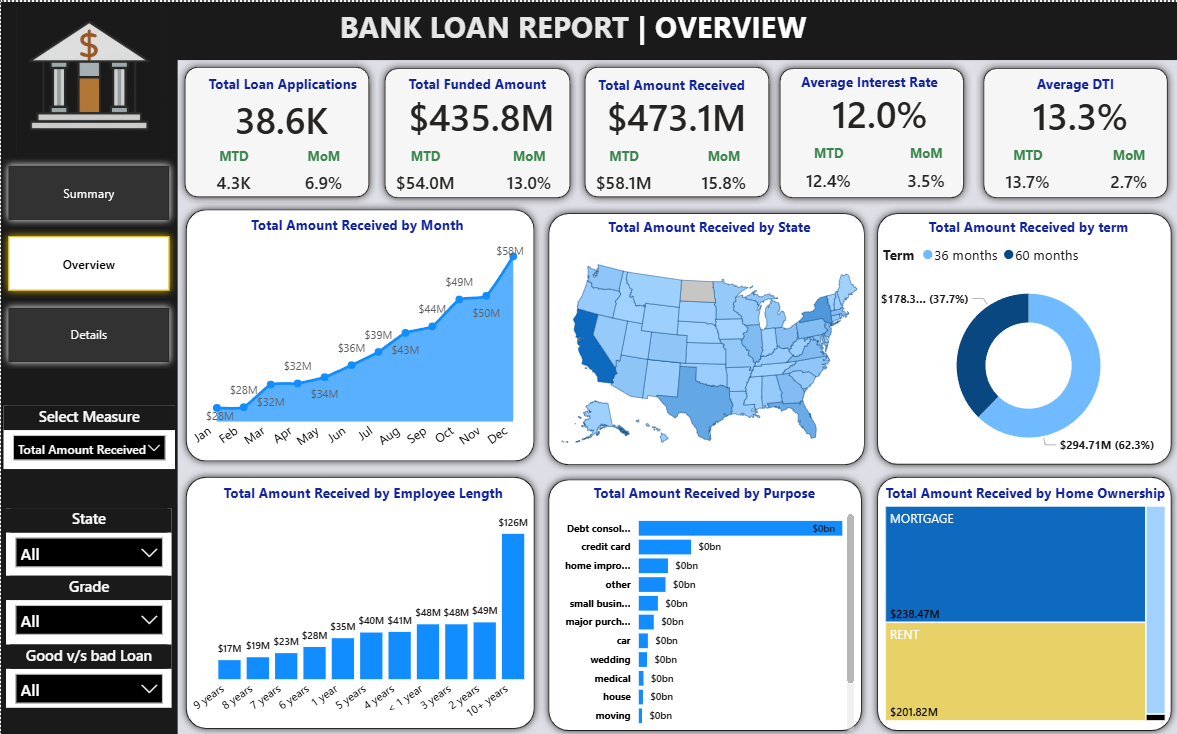 BANK LOAN REPORT | OVERVIEW
$
Total Loan Applications
38.6K
MTD MoM
4.3K 6.9%
Total Funded Amount
$435.8M
MTD MoM
$54.0M 13.0%
Total Amount Received
$473.1M
MTD MoM
$58.1M 15.8%
Average Interest Rate
12.0%
MTD MoM
12.4% 3.5%
Average DTI
13.3%
MTD MoM
13.7% 2.7%
Summary
Overview
Details
Select Measure
Total Amount Received
State
All
Grade
All
Good v/s bad Loan
All
Total Amount Received by Month
$28M
$28M
$32M
$32M
$34M
$36M
$39M
$43M
$44M
$49M
$50M
$58M
Jan Feb Mar Apr May Jun Jul Aug Sep Oct Nov Dec
Total Amount Received by State
Total Amount Received by term
Term 36 months 60 months
$178.3... (37.7%)
$294.71M (62.3%)
Total Amount Received by Employee Length
$17M $19M $23M $28M $35M $40M $41M $48M $48M $49M $126M
9 years 8 years 7 years 6 years 1 year 5 years 4 years < 1 year 3 years 2 years 10+ years
Total Amount Received by Purpose
Debt consol... $0bn
credit card $0bn
home impro... $0bn
other $0bn
small busin... $0bn
major purch... $0bn
car $0bn
wedding $0bn
medical $0bn
house $0bn
moving $0bn
Total Amount Received by Home Ownership
MORTGAGE
$238.47M
RENT
$201.82M